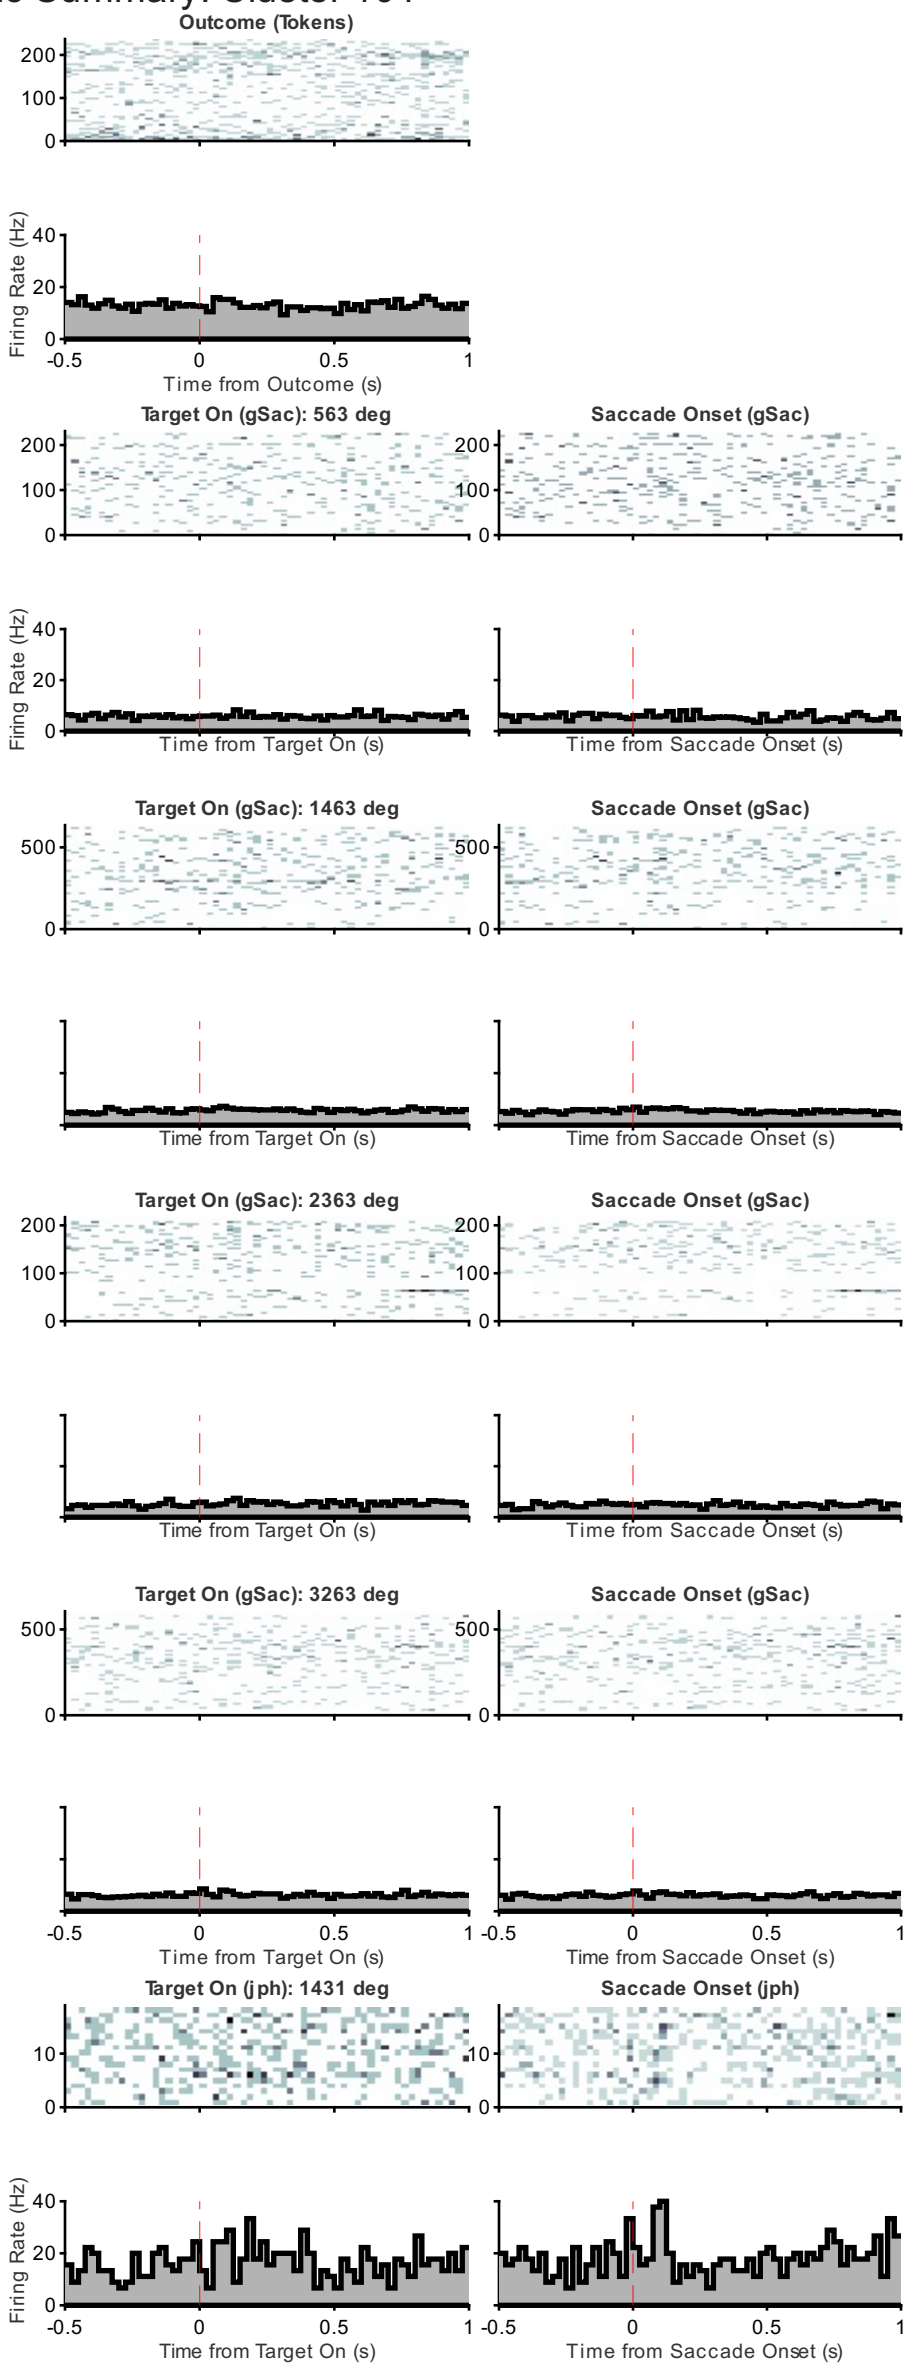 Summary: Cluster
Outcome (Tokens)
200
100
0
Firing Rate (Hz)
40
20
0
-0.5 0 0.5 1
Time from Outcome (s)
Target On (gSac): 563 deg Saccade Onset (gSac)
200 200
100 100
0 0
Firing Rate (Hz)
40
20
0
Time from Target On (s) Time from Saccade Onset (s)
Target On (gSac): 1463 deg Saccade Onset (gSac)
500 500
0 0
Time from Target On (s) Time from Saccade Onset (s)
Target On (gSac): 2363 deg Saccade Onset (gSac)
200 200
100 100
0 0
Time from Target On (s) Time from Saccade Onset (s)
Target On (gSac): 3263 deg Saccade Onset (gSac)
500 500
0 0
-0.5 0 0.5 1 -0.5 0 0.5 1
Time from Target On (s) Time from Saccade Onset (s)
Target On (jph): 1431 deg Saccade Onset (jph)
10 10
0 0
Firing Rate (Hz)
40
20
0
-0.5 0 0.5 1 -0.5 0 0.5 1
Time from Target On (s) Time from Saccade Onset (s)